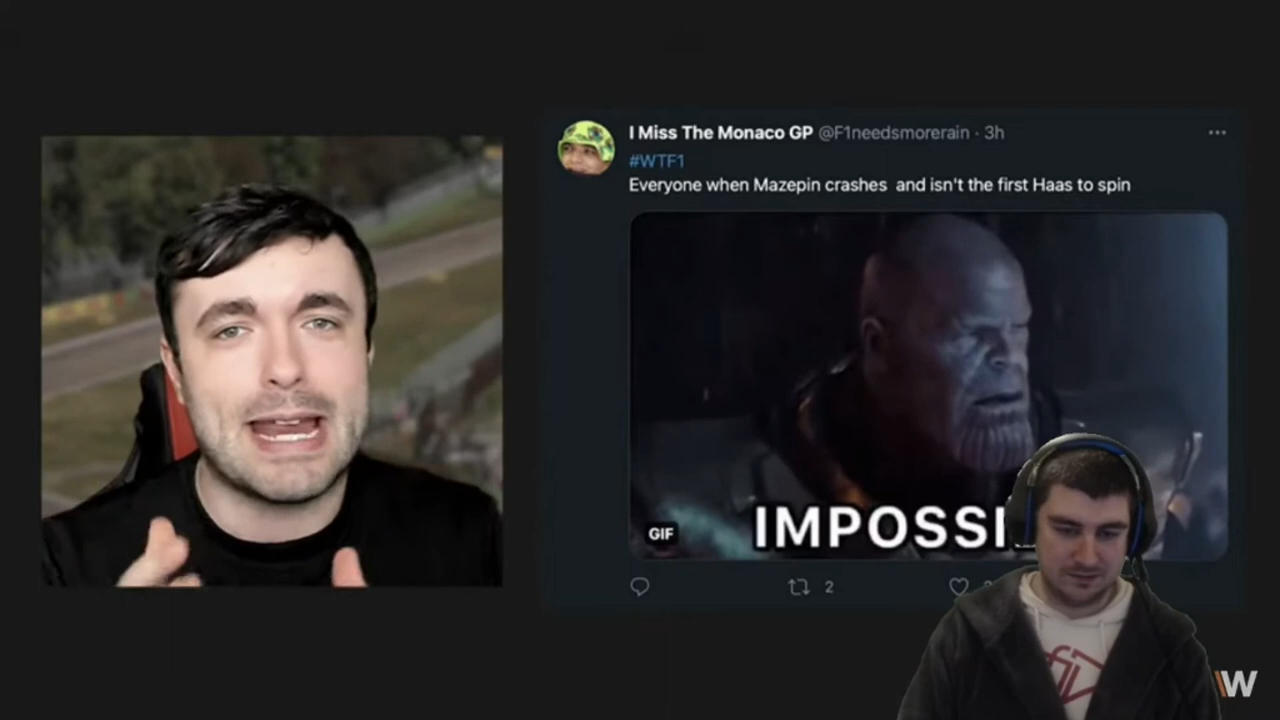 I Miss The Monaco GP @F1needsmorerain · 3h
#WTF1
Everyone when Mazepin crashes  and isn't the first Haas to spin
IMPOSSI
GIF
2
W